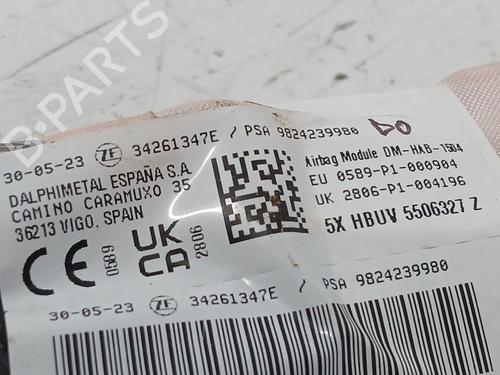 30-05-23 ZF 34261347E / PSA 9824239980
DALPHIMETAL ESPAÑA S.A
CAMINO CARAMUXO 35
36213 VIGO, SPAIN
CE 0589 UK CA 2806
Airbag Module DM-HAB-1504
EU 0589-P1-000904
UK 2806-P1-004196
5X HBUV 5506327 Z
30-05-23 ZF 34261347E / PSA 9824239980
B-PARTS